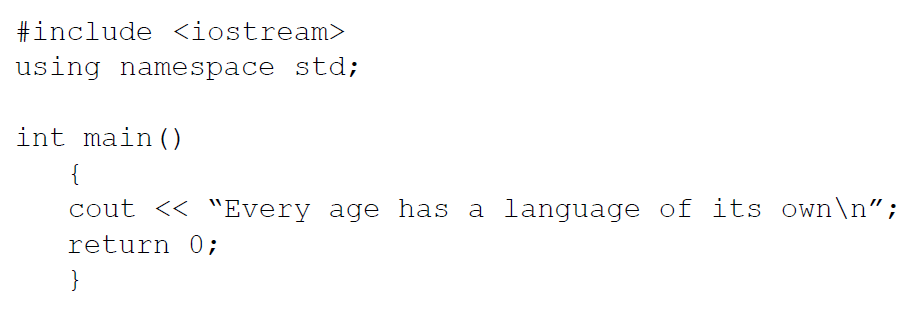 #include <iostream>
using namespace std;

int main()
{
cout << “Every age has a language of its own\n”;
return 0;
}